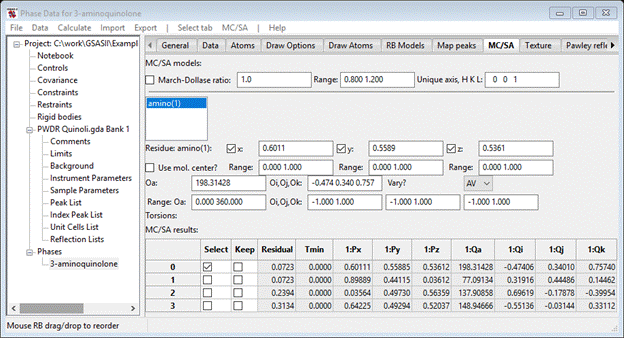 Phase Data for 3-aminoquinolone
File Data Calculate Import Export | Select tab MC/SA |
Project: C:\work\GSASII\Exampl
Notebook
Controls
Covariance
Constraints
Restraints
Rigid bodies
PWDR Quinoli.gda Bank 1
Comments
Limits
Background
Instrument Parameters
Sample Parameters
Peak List
Index Peak List
Unit Cells List
Reflection Lists
Phases
3-aminoquinolone
General Data Atoms Draw Options Draw Atoms RB Models Map peaks MC/SA Texture Pawley refle
MC/SA models:
March-Dollase ratio: 1.0 Range: 0.800 1.200 Unique axis, H K L: 0 0 1
amino(1)
Residue: amino(1): x: 0.6011 y: 0.5589 z: 0.5361
Use mol. center? Range: 0.000 1.000 Range: 0.000 1.000 Range: 0.000 1.000
Oa: 198.31428 Oi,Oj,Ok: -0.474 0.340 0.757 Vary? AV
Range: Oa: 0.000 360.000 Oi,Oj,Ok: -1.000 1.000 -1.000 1.000 -1.000 1.000
Torsions:
MC/SA results:
Select Keep Residual Tmin 1:Px 1:Py 1:Pz 1:Qa 1:Qi 1:Qj 1:Qk
0 0.0723 0.0000 0.60111 0.55885 0.53612 198.31428 -0.47406 0.34010 0.75740
1 0.0723 0.0000 0.89889 0.44115 0.03612 77.09134 0.31916 0.44486 0.14462
2 0.2394 0.0000 0.03564 0.49730 0.56359 137.90858 0.69619 -0.17878 -0.39954
3 0.3134 0.0000 0.64225 0.49294 0.52037 148.94666 -0.55136 -0.03144 0.33112
Mouse RB drag/drop to reorder